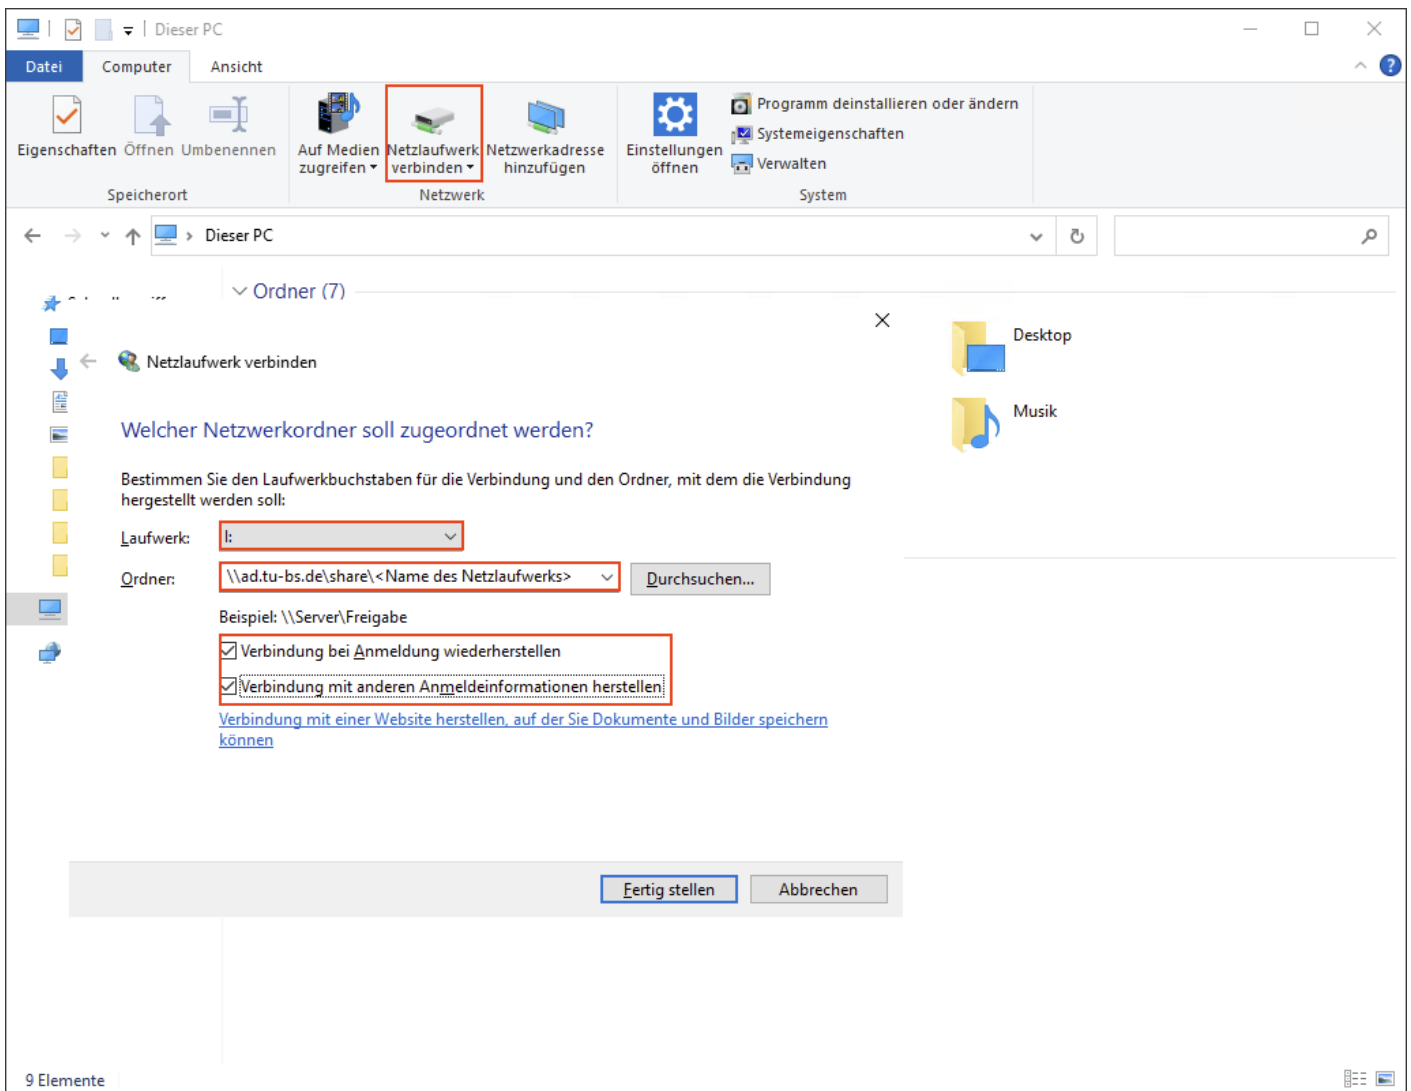 Dieser PC
Datei Computer Ansicht
Eigenschaften Öffnen Umbenennen
Auf Medien zugreifen
Netzlaufwerk verbinden
Netzwerkadresse hinzufügen
Einstellungen öffnen
Programm deinstallieren oder ändern
Systemeigenschaften
Verwalten
Speicherort
Netzwerk
System
Dieser PC
Ordner (7)
Desktop
Musik
Netzlaufwerk verbinden
Welcher Netzwerkordner soll zugeordnet werden?
Bestimmen Sie den Laufwerkbuchstaben für die Verbindung und den Ordner, mit dem die Verbindung
hergestellt werden soll:
Laufwerk: I:
Ordner: \\ad.tu-bs.de\share\<Name des Netzlaufwerks> Durchsuchen...
Beispiel: \\Server\Freigabe
Verbindung bei Anmeldung wiederherstellen
Verbindung mit anderen Anmeldeinformationen herstellen
Verbindung mit einer Website herstellen, auf der Sie Dokumente und Bilder speichern
können
Fertig stellen Abbrechen
9 Elemente